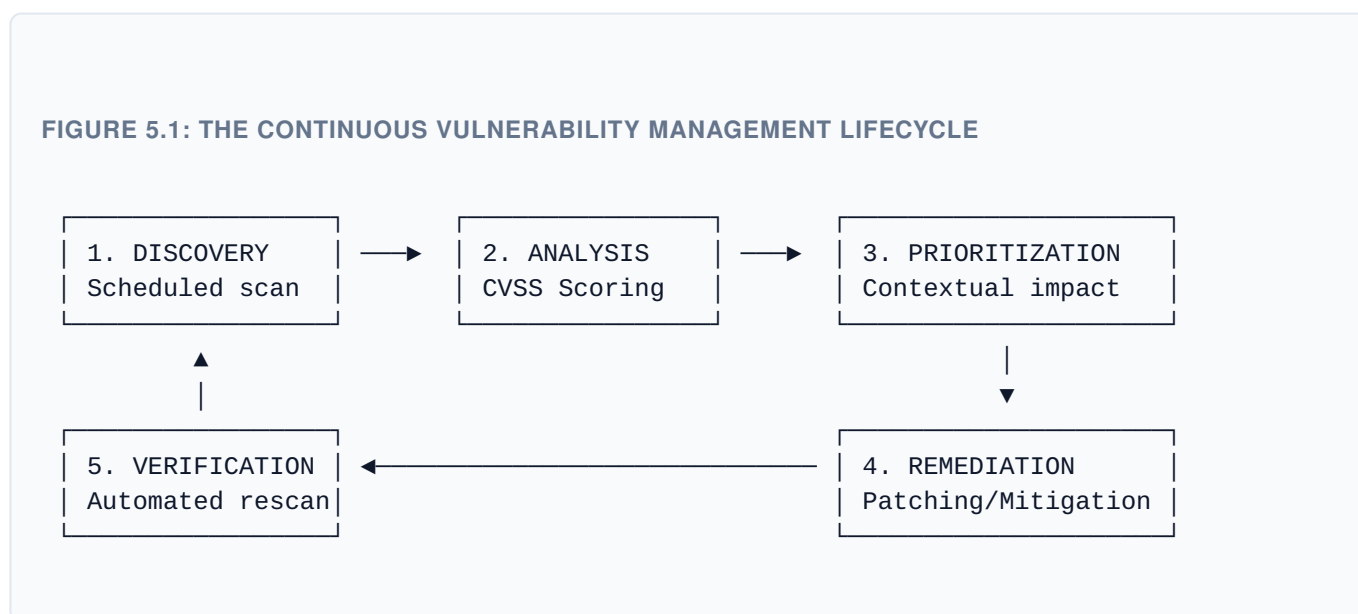 FIGURE 5.1: THE CONTINUOUS VULNERABILITY MANAGEMENT LIFECYCLE
1. DISCOVERY
Scheduled scan
2. ANALYSIS
CVSS Scoring
3. PRIORITIZATION
Contextual impact
4. REMEDIATION
Patching/Mitigation
5. VERIFICATION
Automated rescan